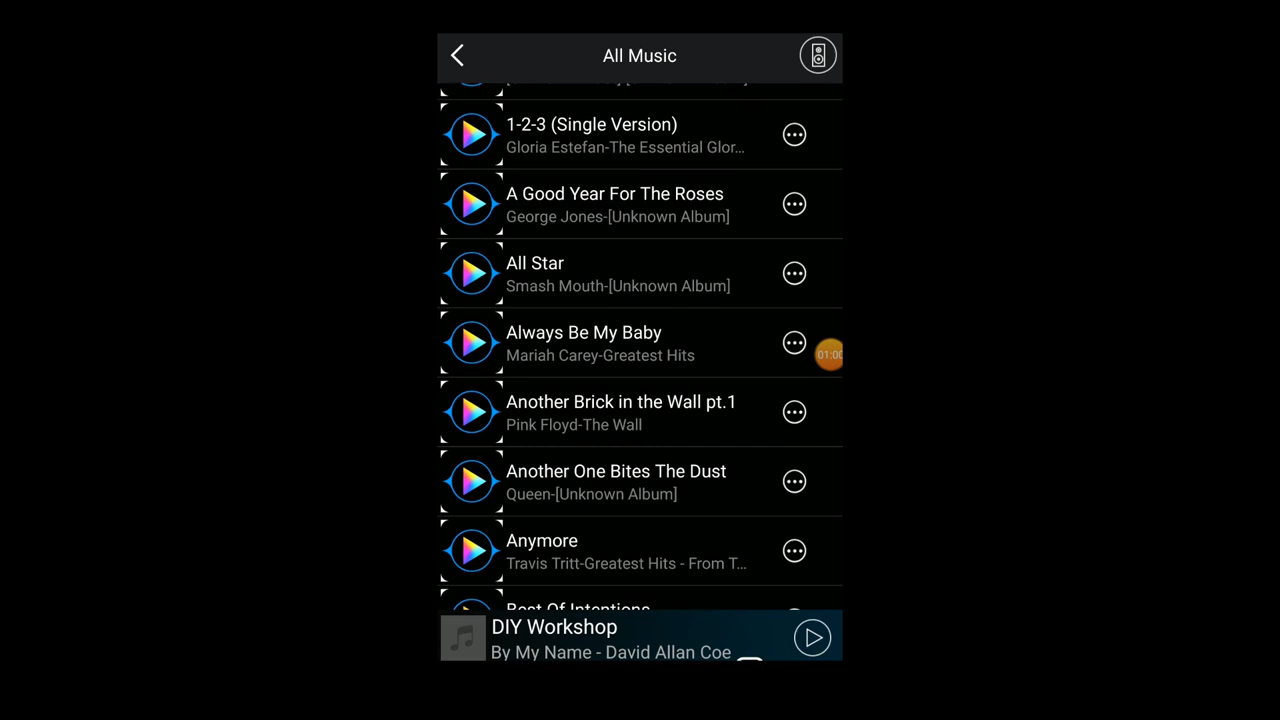 All Music
1-2-3 (Single Version)
Gloria Estefan-The Essential Glor...
A Good Year For The Roses
George Jones-[Unknown Album]
All Star
Smash Mouth-[Unknown Album]
Always Be My Baby
Mariah Carey-Greatest Hits
01:00
Another Brick in the Wall pt.1
Pink Floyd-The Wall
Another One Bites The Dust
Queen-[Unknown Album]
Anymore
Travis Tritt-Greatest Hits - From T...
Best Of Intentions
DIY Workshop
By My Name - David Allan Coe